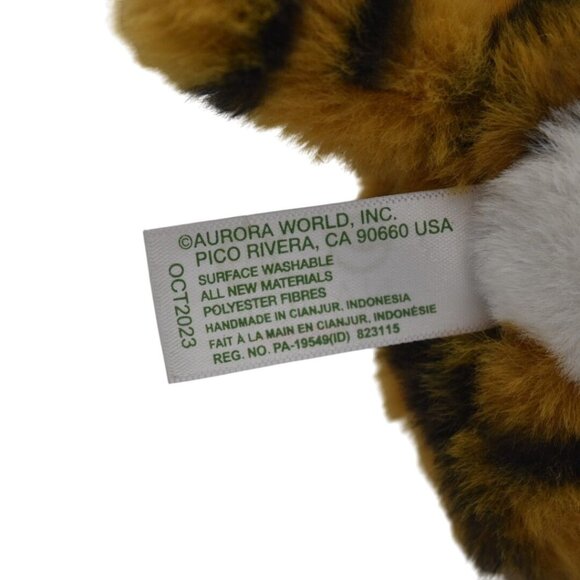 ©AURORA WORLD, INC.
PICO RIVERA, CA 90660 USA
SURFACE WASHABLE
ALL NEW MATERIALS
POLYESTER FIBRES
HANDMADE IN CIANJUR, INDONESIA
FAIT À LA MAIN EN CIANJUR, INDONÉSIE
REG. NO. PA-19549(ID) 823115
OCT2023